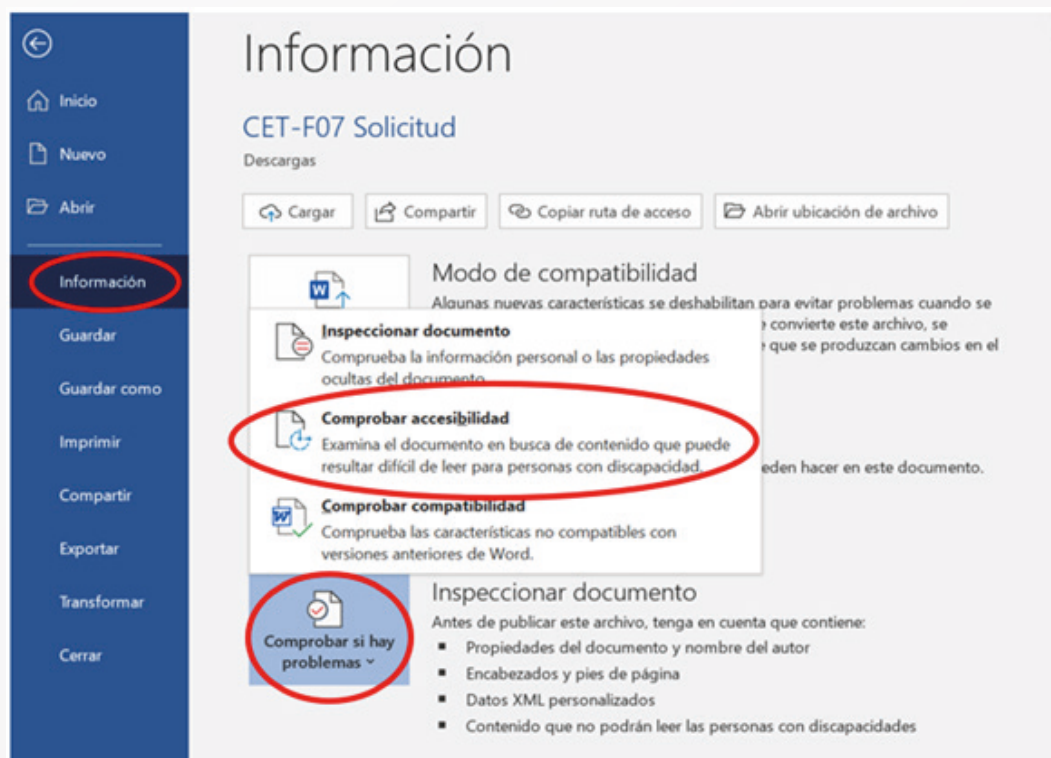 Inicio
Nuevo
Abrir
Información
Guardar
Guardar como
Imprimir
Compartir
Exportar
Transformar
Cerrar
Información
CET-F07 Solicitud
Descargas
Cargar
Compartir
Copiar ruta de acceso
Abrir ubicación de archivo
Modo de compatibilidad
Algunas nuevas características se deshabilitan para evitar problemas cuando se
convierte este archivo, se
que se produzcan cambios en el
Inspeccionar documento
Comprueba la información personal o las propiedades
ocultas del documento.
Comprobar accesibilidad
Examina el documento en busca de contenido que puede
resultar difícil de leer para personas con discapacidad.
eden hacer en este documento.
Comprobar compatibilidad
Comprueba las características no compatibles con
versiones anteriores de Word.
Comprobar si hay
problemas
Inspeccionar documento
Antes de publicar este archivo, tenga en cuenta que contiene:
Propiedades del documento y nombre del autor
Encabezados y pies de página
Datos XML personalizados
Contenido que no podrán leer las personas con discapacidades